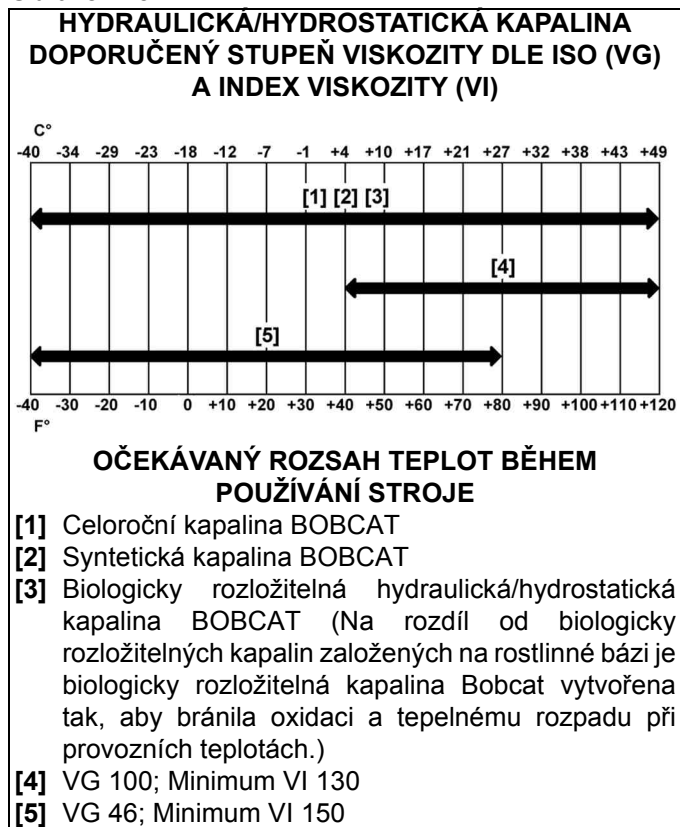 HYDRAULICKÁ/HYDROSTATICKÁ KAPALINA
DOPORUČENÝ STUPEŇ VISKOZITY DLE ISO (VG)
A INDEX VISKOZITY (VI)
C°
-40 -34 -29 -23 -18 -12 -7 -1 +4 +10 +17 +21 +27 +32 +38 +43 +49
[1] [2] [3]
[4]
[5]
-40 -30 -20 -10 0 +10 +20 +30 +40 +50 +60 +70 +80 +90 +100 +110 +120
F°
OČEKÁVANÝ ROZSAH TEPLOT BĚHEM
POUŽÍVÁNÍ STROJE
[1] Celoroční kapalina BOBCAT
[2] Syntetická kapalina BOBCAT
[3] Biologicky rozložitelná hydraulická/hydrostatická
kapalina BOBCAT (Na rozdíl od biologicky
rozložitelných kapalin založených na rostlinné bázi je
biologicky rozložitelná kapalina Bobcat vytvořena
tak, aby bránila oxidaci a tepelnému rozpadu při
provozních teplotách.)
[4] VG 100; Minimum VI 130
[5] VG 46; Minimum VI 150